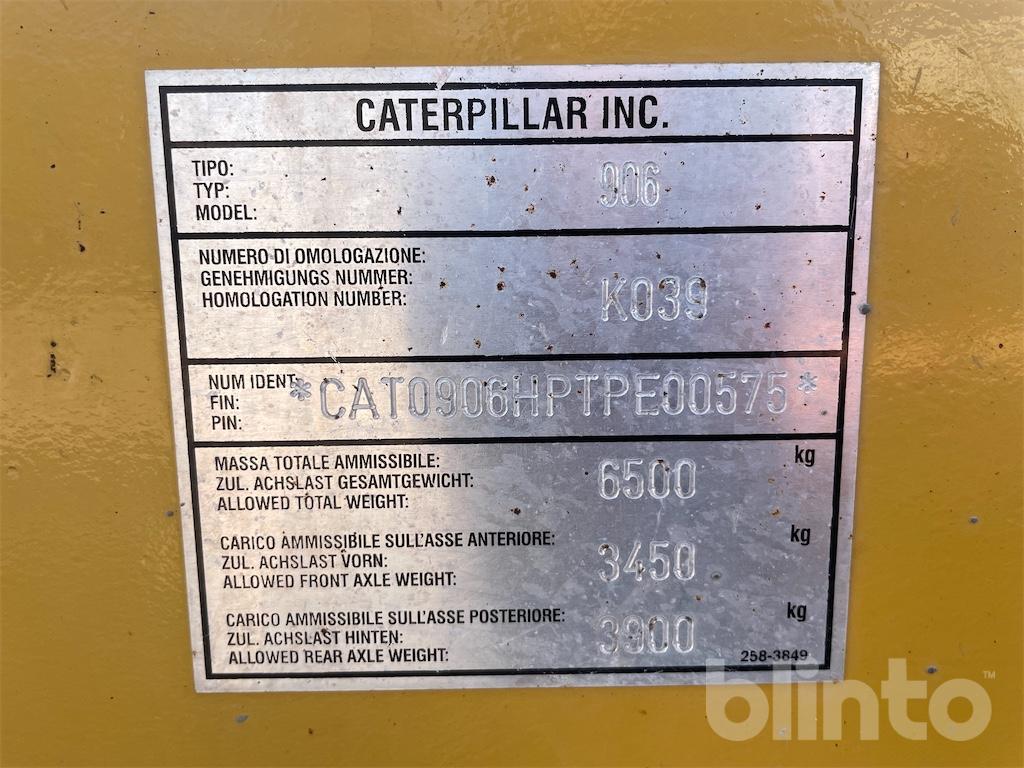 CATERPILLAR INC.
TIPO:
TYP:
MODEL:
906
NUMERO DI OMOLOGAZIONE:
GENEHMIGUNGS NUMMER:
HOMOLOGATION NUMBER:
K039
NUM IDENT:
FIN:
PIN:
*CAT0906HPTPE00575*
MASSA TOTALE AMMISSIBILE:
ZUL. ACHSLAST GESAMTGEWICHT:
ALLOWED TOTAL WEIGHT:
6500 kg
CARICO AMMISSIBILE SULL'ASSE ANTERIORE:
ZUL. ACHSLAST VORN:
ALLOWED FRONT AXLE WEIGHT:
3450 kg
CARICO AMMISSIBILE SULL'ASSE POSTERIORE:
ZUL. ACHSLAST HINTEN:
ALLOWED REAR AXLE WEIGHT:
3900 kg
258-3849
blinto™